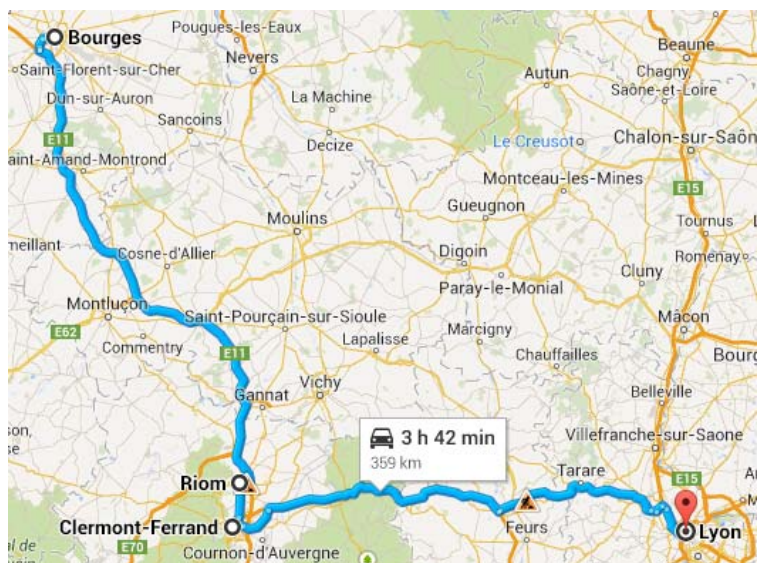 Pougues-les-Eaux
Bourges
Beaune
Nevers
Chagny
Saint-Florent-sur-Cher
Autun
Saône-et-Loire
Dun-sur-Auron
La Machine
Sancoins
Decize
Le Creusot
Chalon-sur-Saôn
E11
aint-Amand-Montrond
Montceau-les-Mines
E15
Gueugnon
Moulins
Tournus
meillant
Cosne-d'Allier
Digoin
Romenay
Paray-le-Monial
Cluny
Montluçon
Saint-Pourçain-sur-Sioule
Mâcon
E62
Commentry
Lapalisse
Marcigny
E11
Chauffailles
Bourg
Vichy
Gannat
Belleville
son,
se
3 h 42 min
359 km
Villefranche-sur-Saone
Riom
Tarare
E15
Clermont-Ferrand
Feurs
Lyon
E70
Cournon-d'Auvergne
al de